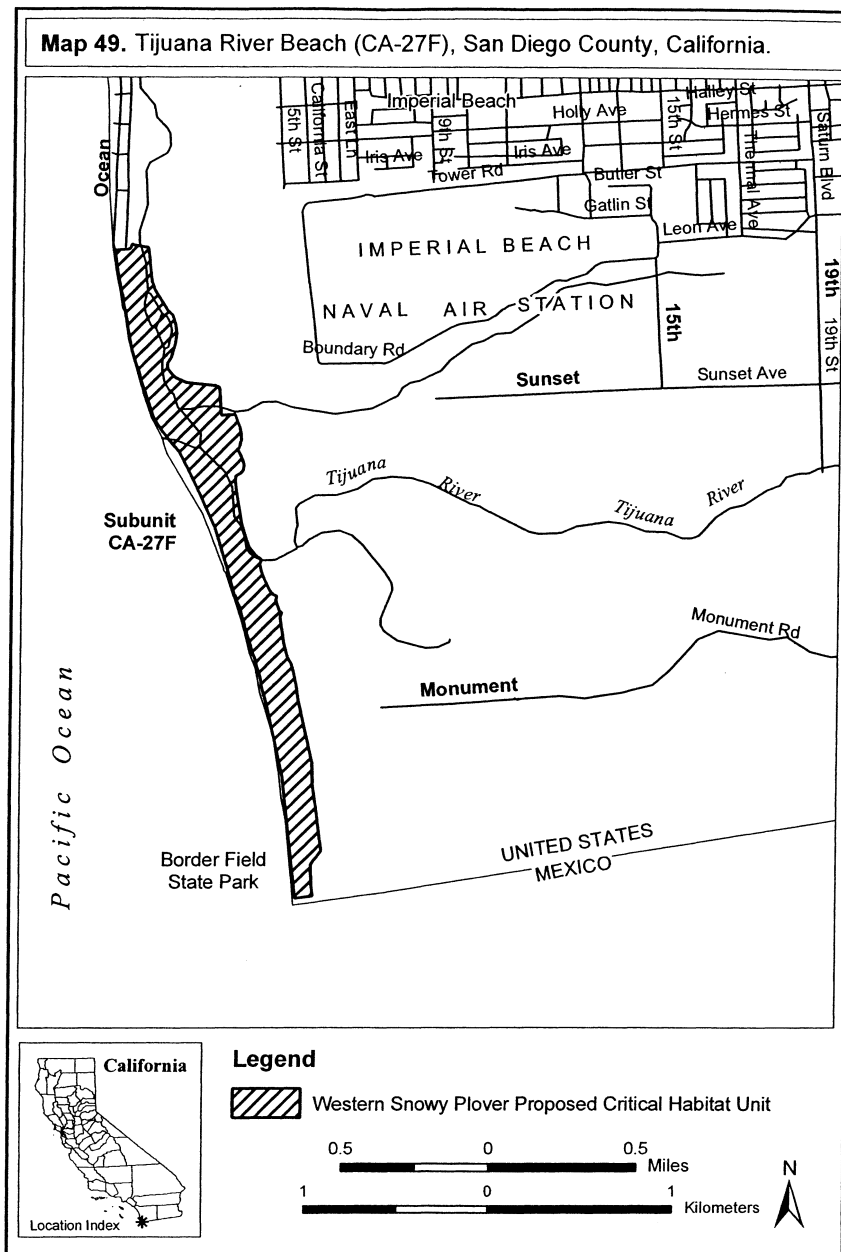 Map 49. Tijuana River Beach (CA-27F), San Diego County, California.
Halley St
Imperial Beach
Hermes St
Holly Ave
5th St
California St
East Ln
9th St
15th St
Thermal Ave
Saturn Blvd
Ocean
Iris Ave
Iris Ave
Tower Rd
Butler St
Gatlin St
Leon Ave
IMPERIAL BEACH
NAVAL AIR STATION
Boundary Rd
15th
19th
19th St
Sunset
Sunset Ave
Tijuana
River
Tijuana
River
Subunit
CA-27F
Monument Rd
Monument
Pacific Ocean
Border Field
State Park
UNITED STATES
MEXICO
California
Location Index
Legend
Western Snowy Plover Proposed Critical Habitat Unit
0.5 0 0.5
Miles
1 0 1
Kilometers
N